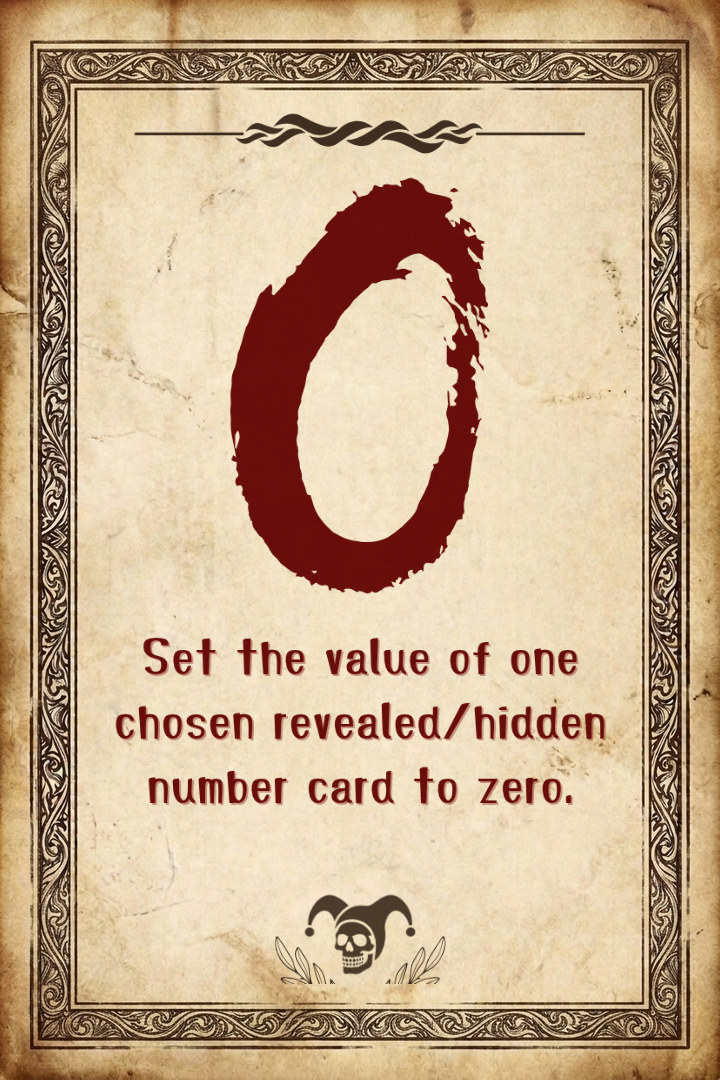 0
Set the value of one
chosen revealed/hidden
number card to zero.